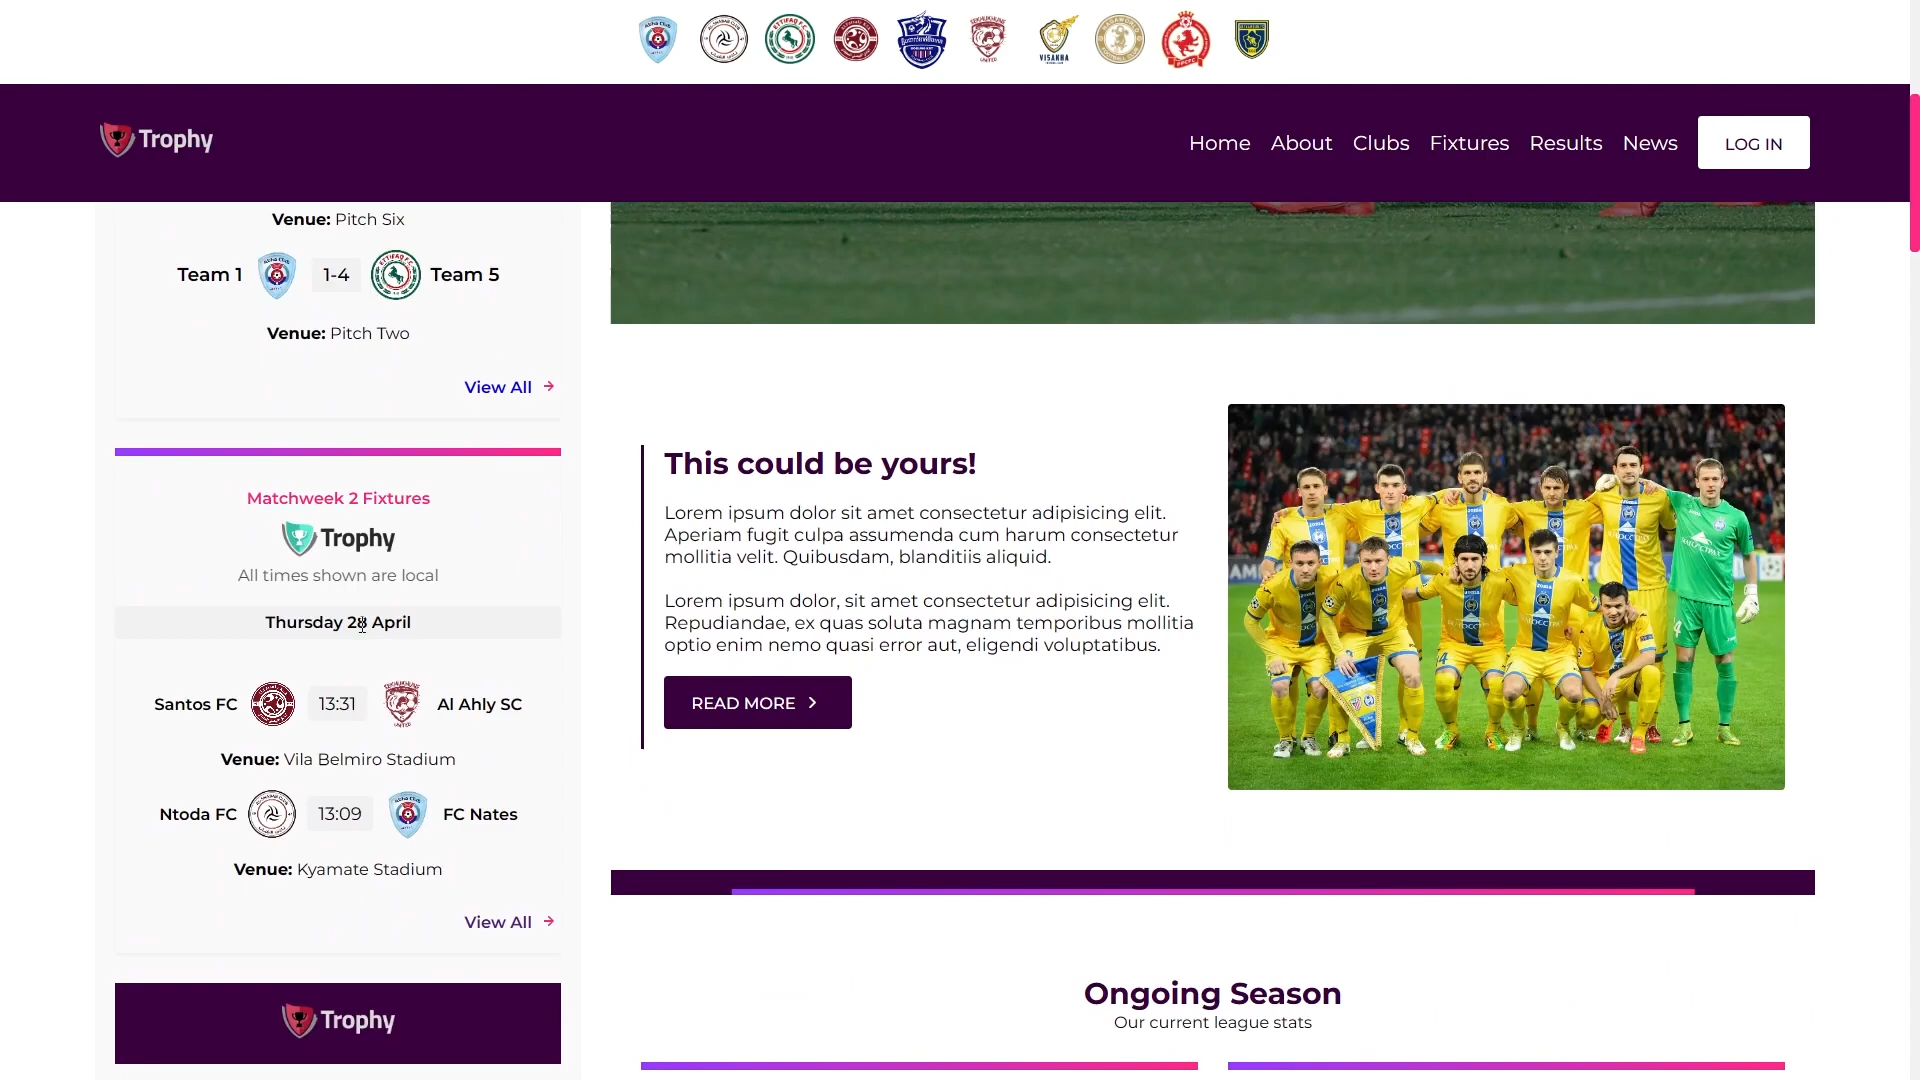 Trophy
Home About Clubs Fixtures Results News LOG IN
Venue: Pitch Six
Team 1 1-4 Team 5
Venue: Pitch Two
View All
Matchweek 2 Fixtures
Trophy
All times shown are local
Thursday 28 April
Santos FC 13:31 Al Ahly SC
Venue: Vila Belmiro Stadium
Ntoda FC 13:09 FC Nates
Venue: Kyamate Stadium
View All
Trophy
This could be yours!
Lorem ipsum dolor sit amet consectetur adipisicing elit.
Aperiam fugit culpa assumenda cum harum consectetur
mollitia velit. Quibusdam, blanditiis aliquid.
Lorem ipsum dolor, sit amet consectetur adipisicing elit.
Repudiandae, ex quas soluta magnam temporibus mollitia
optio enim nemo quasi error aut, eligendi voluptatibus.
READ MORE
Ongoing Season
Our current league stats